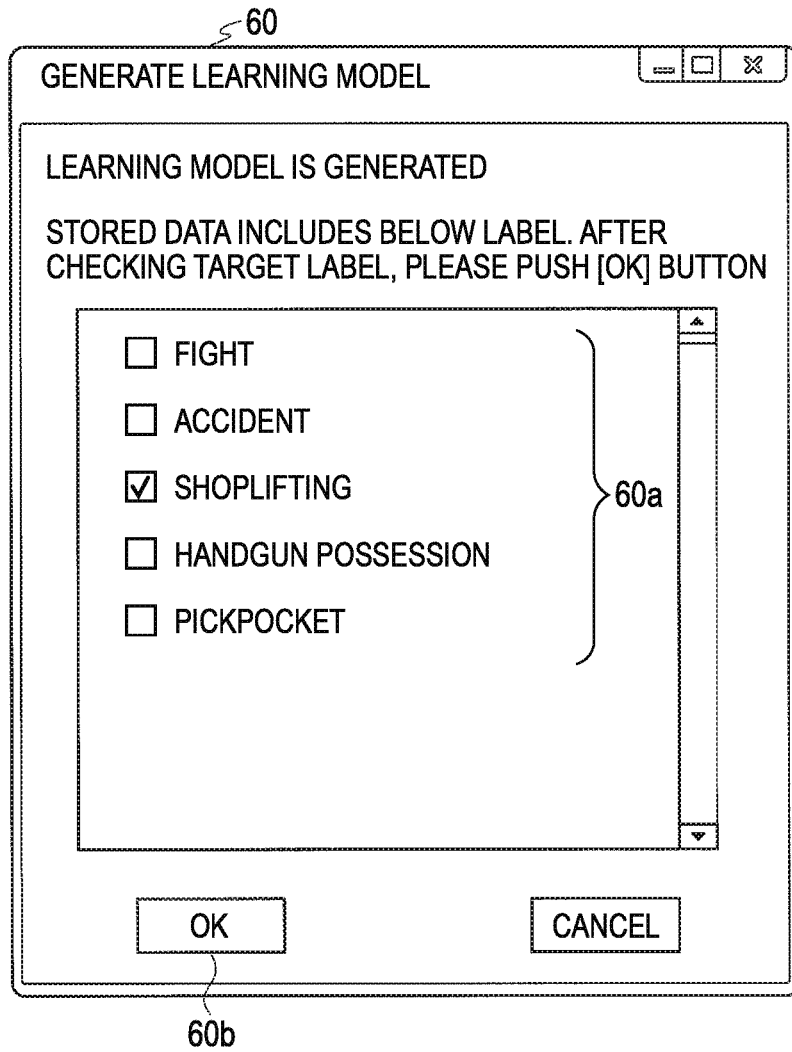 60
GENERATE LEARNING MODEL
LEARNING MODEL IS GENERATED
STORED DATA INCLUDES BELOW LABEL. AFTER
CHECKING TARGET LABEL, PLEASE PUSH [OK] BUTTON
FIGHT
ACCIDENT
SHOPLIFTING
60a
HANDGUN POSSESSION
PICKPOCKET
OK
CANCEL
60b